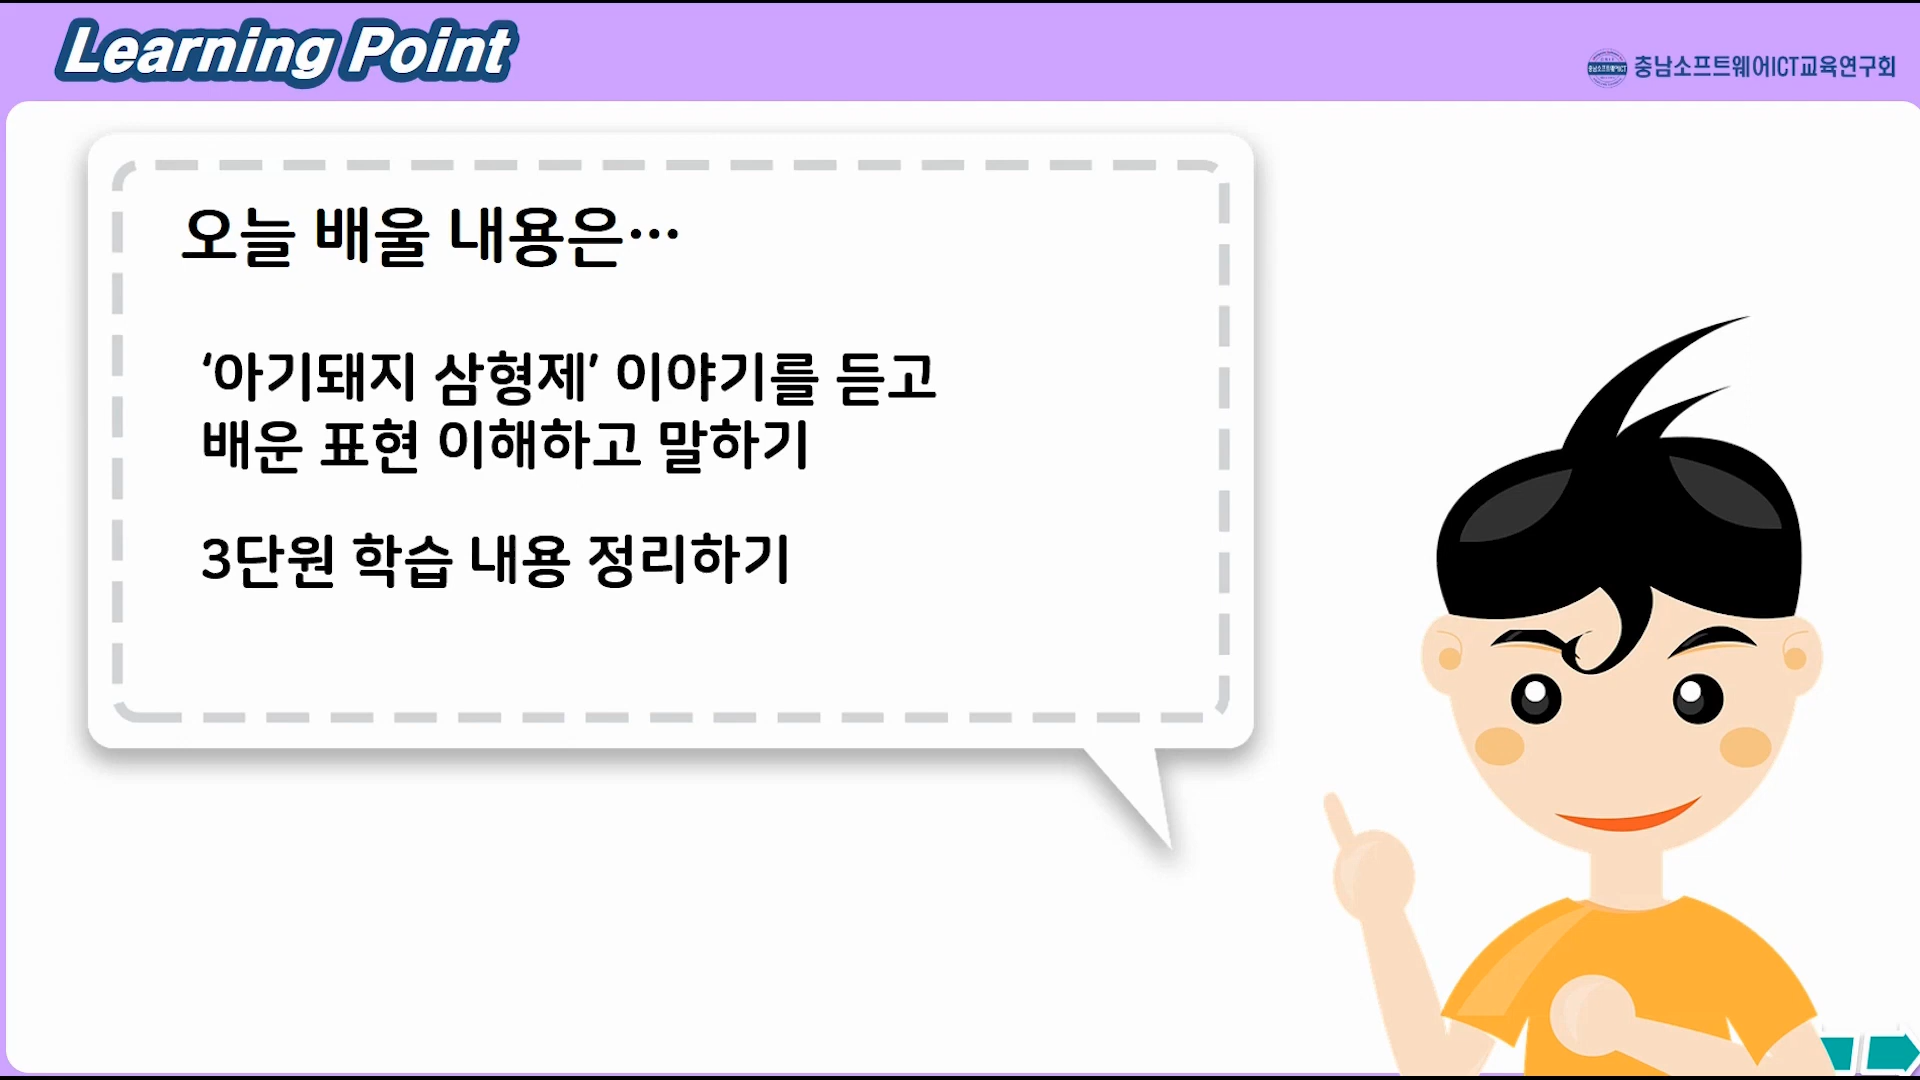 Learning Point
충남소프트웨어ICT교육연구회
오늘 배울 내용은…
‘아기돼지 삼형제’ 이야기를 듣고
배운 표현 이해하고 말하기
3단원 학습 내용 정리하기